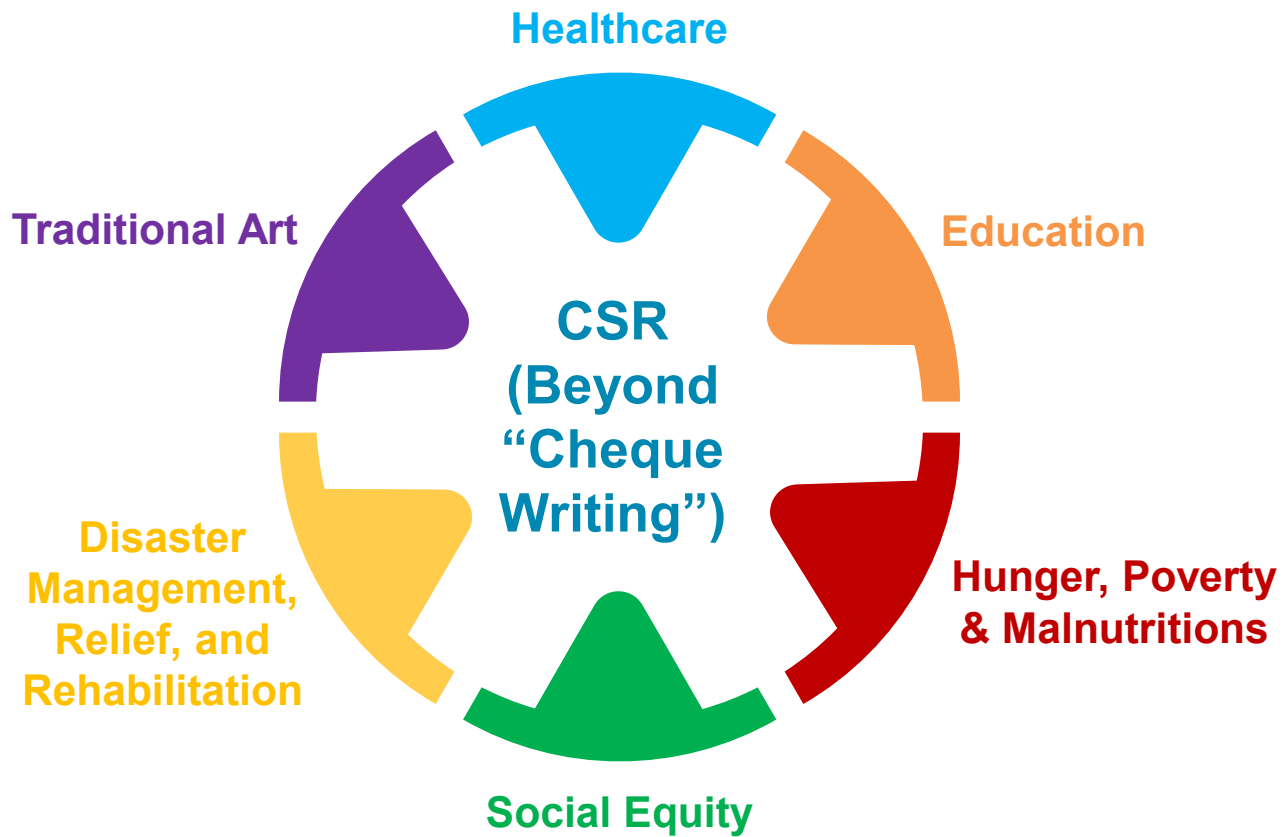 Healthcare
Traditional Art
Education
CSR
(Beyond
“Cheque
Writing”)
Disaster
Management,
Relief, and
Rehabilitation
Hunger, Poverty
& Malnutritions
Social Equity